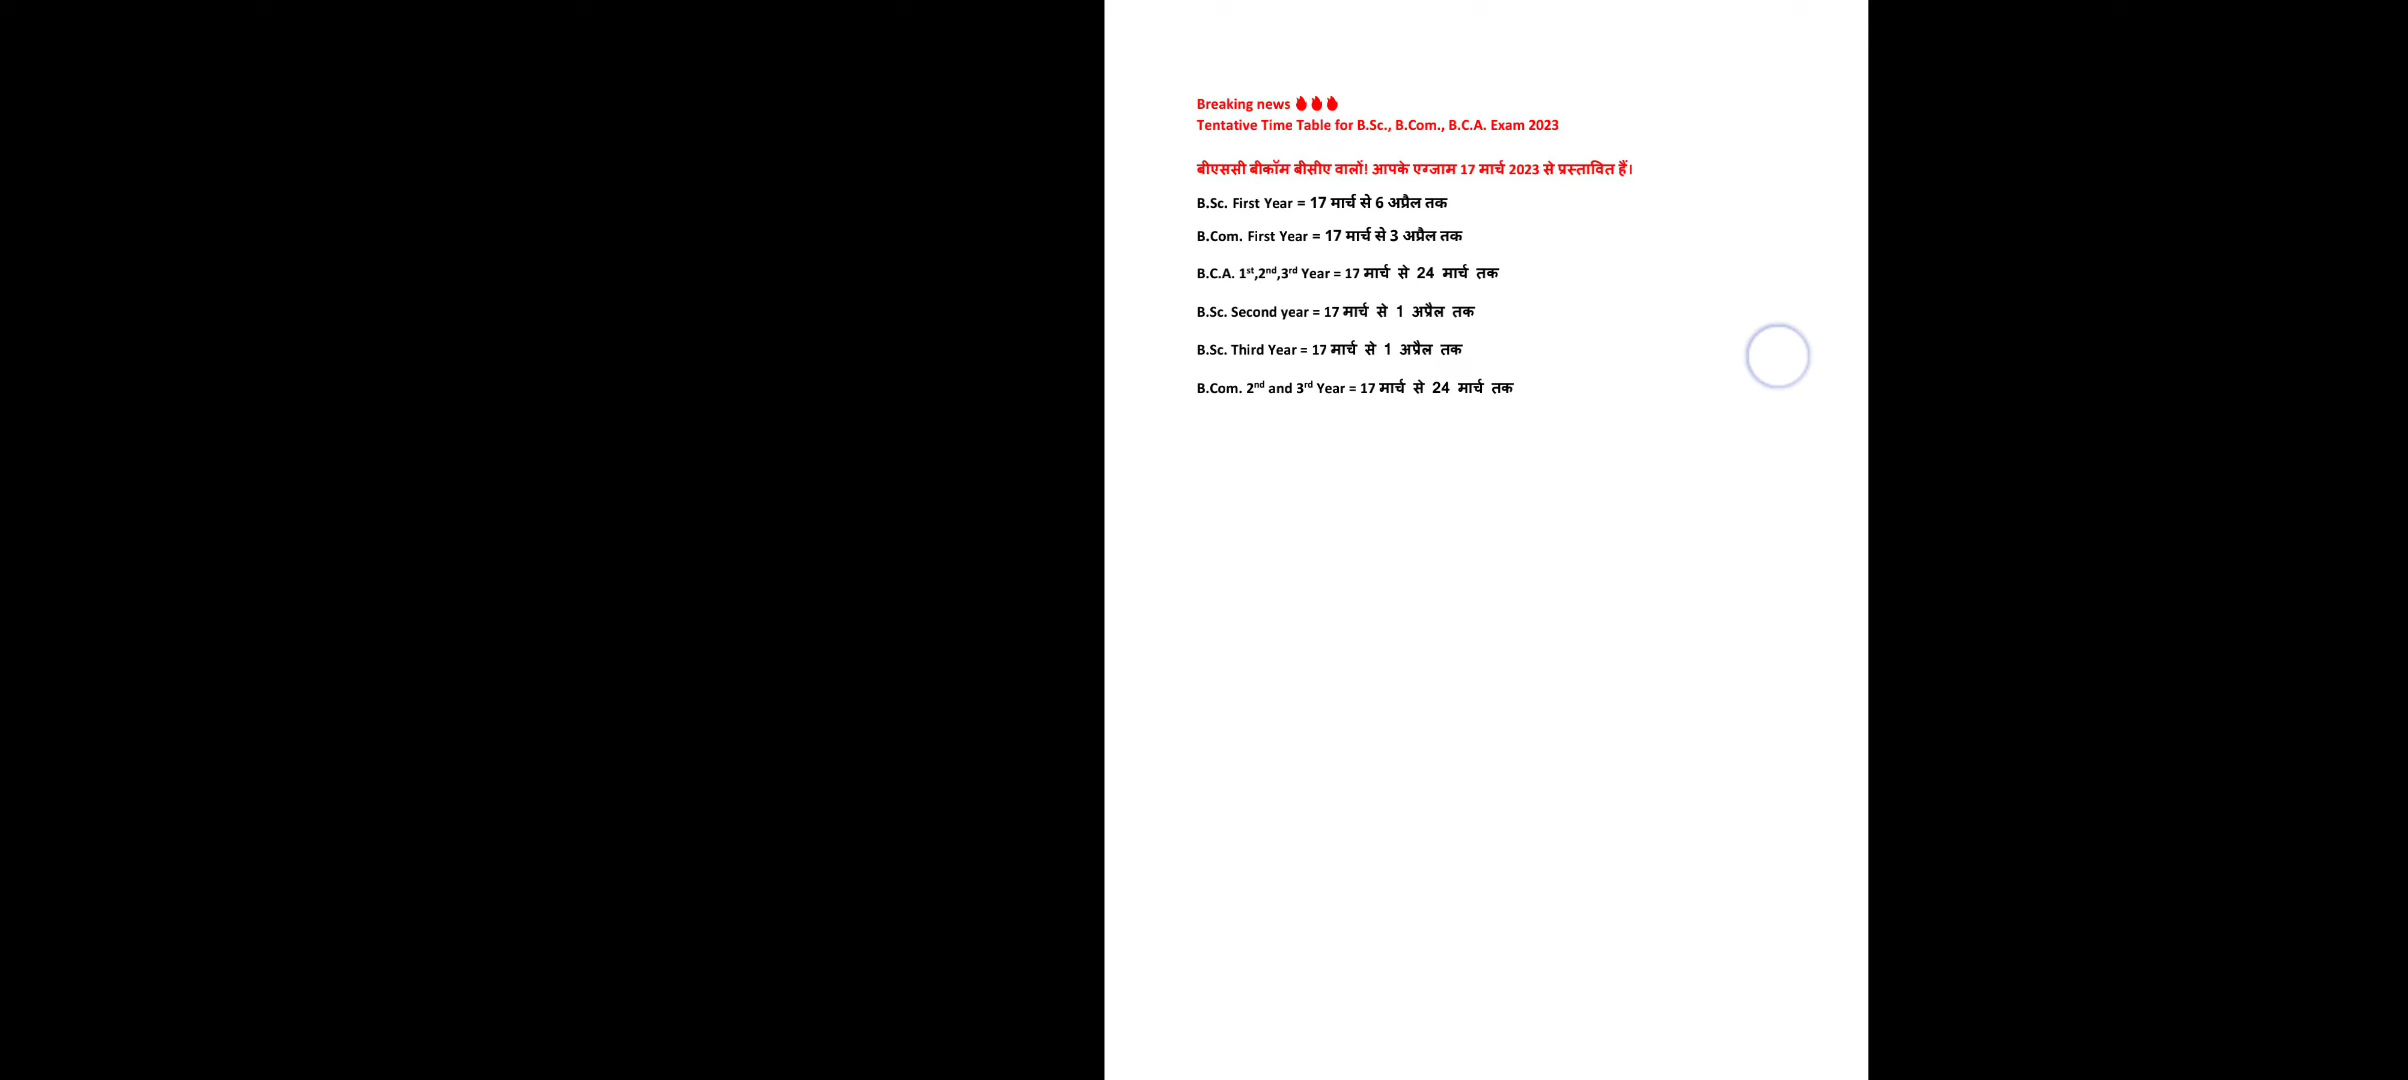 Breaking news 🔥🔥🔥
Tentative Time Table for B.Sc., B.Com., B.C.A. Exam 2023
बीएससी बीकॉम बीसीए वालों! आपके एग्जाम 17 मार्च 2023 से प्रस्तावित हैं।
B.Sc. First Year = 17 मार्च से 6 अप्रैल तक
B.Com. First Year = 17 मार्च से 3 अप्रैल तक
B.C.A. 1st,2nd,3rd Year = 17 मार्च से 24 मार्च तक
B.Sc. Second year = 17 मार्च से 1 अप्रैल तक
B.Sc. Third Year = 17 मार्च से 1 अप्रैल तक
B.Com. 2nd and 3rd Year = 17 मार्च से 24 मार्च तक